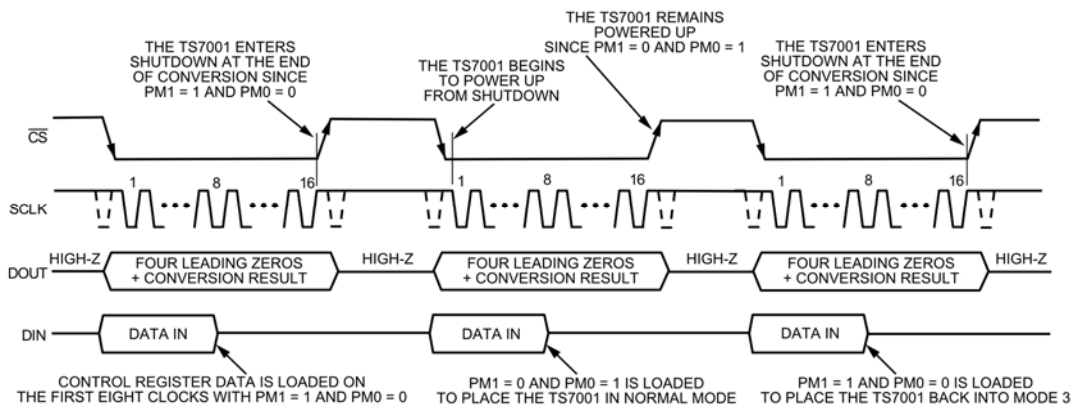 THE TS7001 ENTERS
SHUTDOWN AT THE END
OF CONVERSION SINCE
PM1 = 1 AND PM0 = 0
THE TS7001 BEGINS
TO POWER UP
FROM SHUTDOWN
THE TS7001 REMAINS
POWERED UP
SINCE PM1 = 0 AND PM0 = 1
THE TS7001 ENTERS
SHUTDOWN AT THE END
OF CONVERSION SINCE
PM1 = 1 AND PM0 = 0
CS
1 8 16 1 8 16 1 8 16
SCLK
HIGH-Z HIGH-Z HIGH-Z HIGH-Z
DOUT
FOUR LEADING ZEROS
+ CONVERSION RESULT
FOUR LEADING ZEROS
+ CONVERSION RESULT
FOUR LEADING ZEROS
+ CONVERSION RESULT
DIN DATA IN DATA IN DATA IN
CONTROL REGISTER DATA IS LOADED ON
THE FIRST EIGHT CLOCKS WITH PM1 = 1 AND PM0 = 0
PM1 = 0 AND PM0 = 1 IS LOADED
TO PLACE THE TS7001 IN NORMAL MODE
PM1 = 1 AND PM0 = 0 IS LOADED
TO PLACE THE TS7001 BACK INTO MODE 3